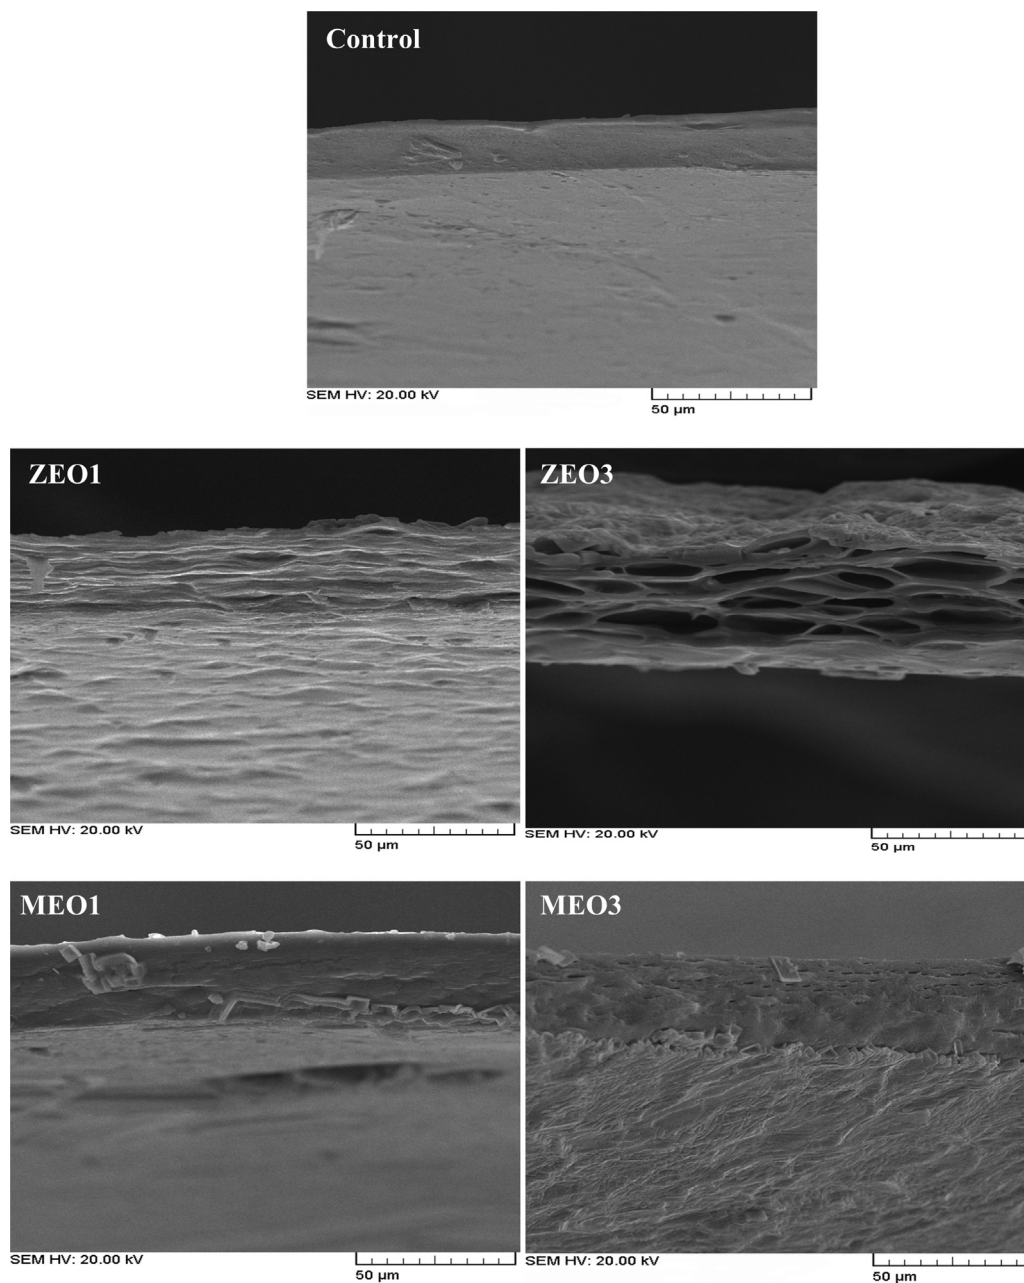 Control
SEM HV: 20.00 kV
50 µm
ZEO1
ZEO3
SEM HV: 20.00 kV
50 µm
SEM HV: 20.00 kV
50 µm
MEO1
MEO3
SEM HV: 20.00 kV
50 µm
SEM HV: 20.00 kV
50 µm